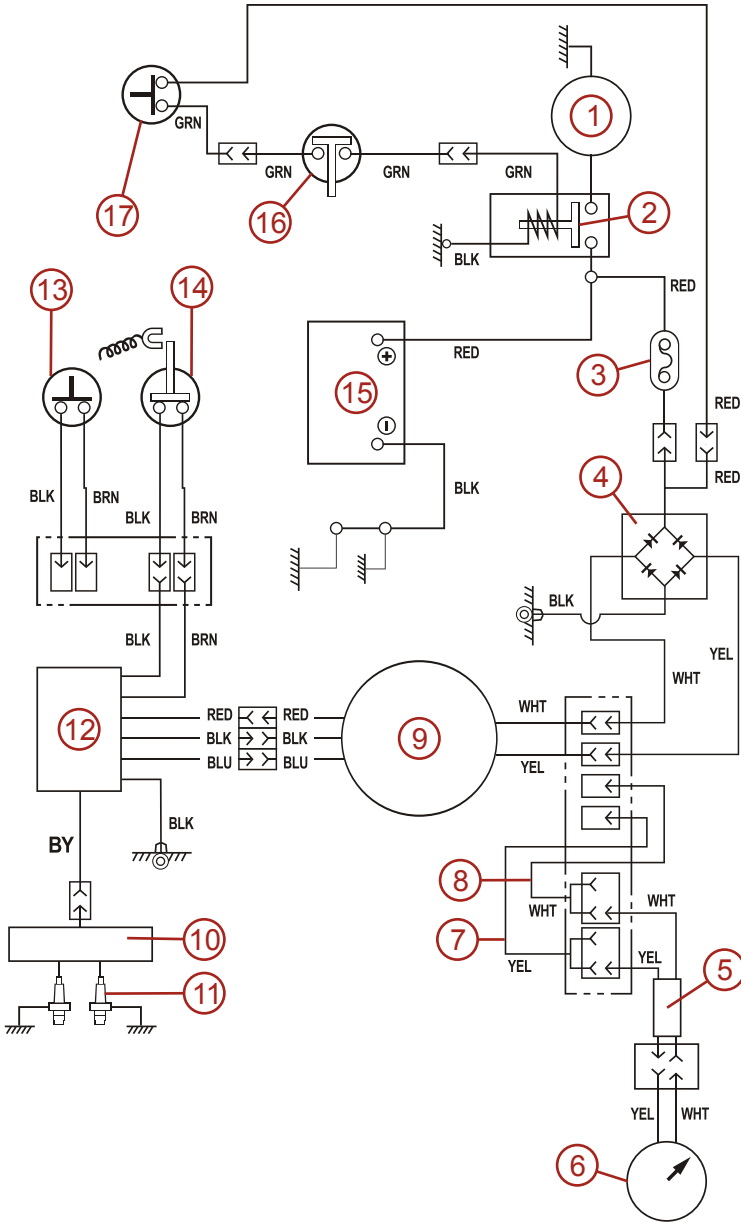 1
GRN
17
GRN
16
GRN
GRN
2
BLK
13
14
RED
3
RED
15
+
−
RED
BLK
BRN
BLK
BRN
BLK
4
RED
BLK
BLK
BRN
YEL
WHT
12
RED
RED
BLK
BLK
BLU
BLU
9
WHT
YEL
BLK
BY
8
WHT
WHT
10
7
YEL
YEL
5
11
YEL
WHT
6